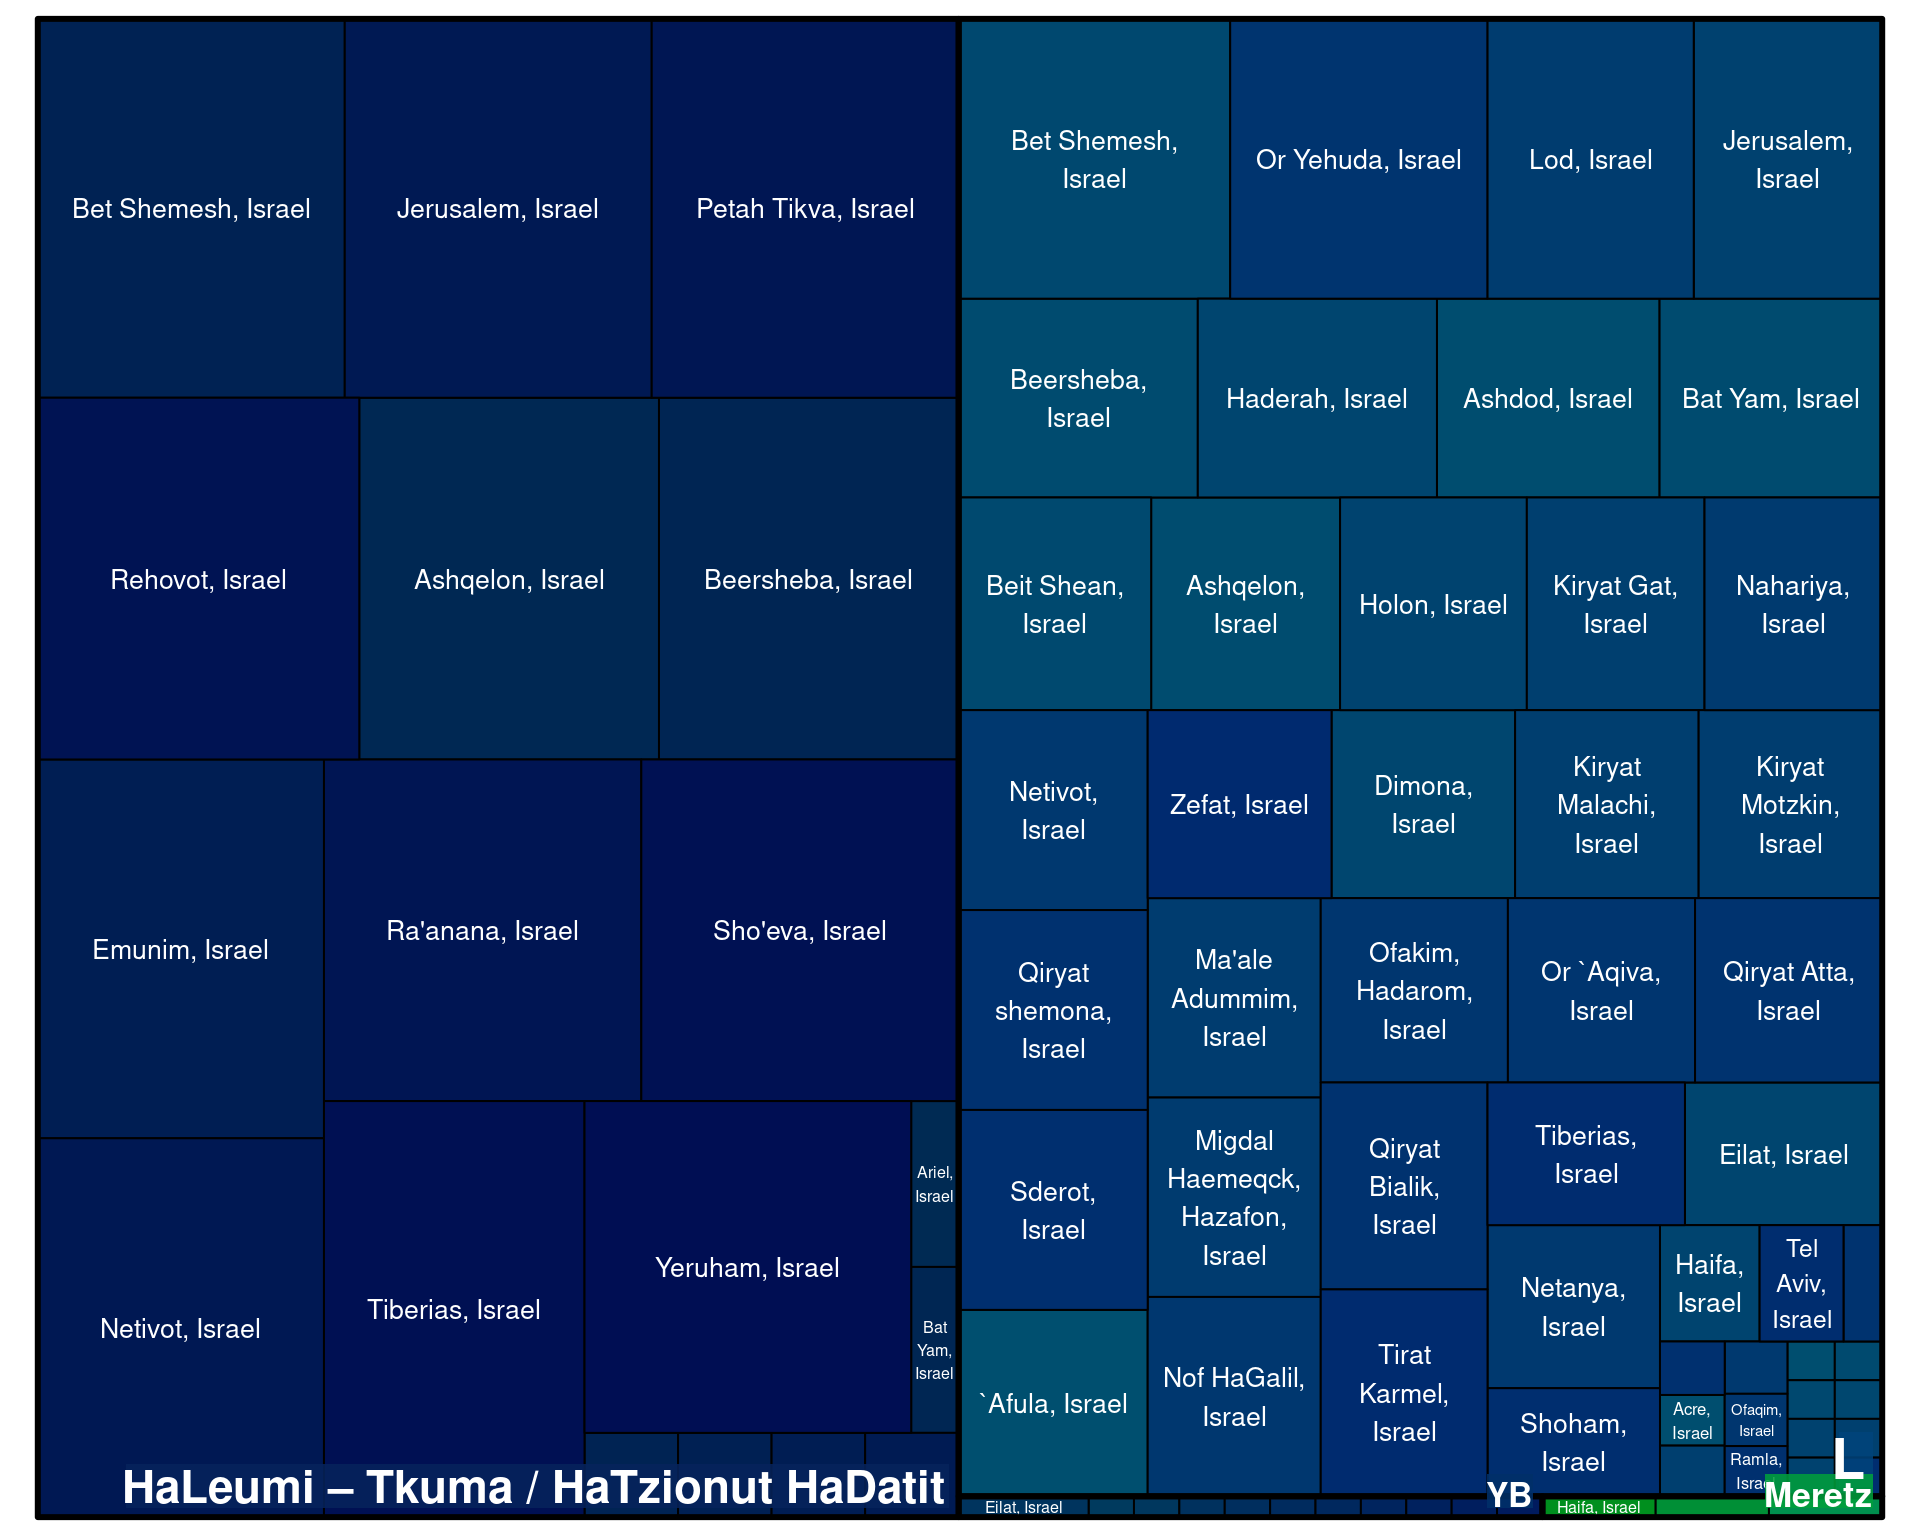 Bet Shemesh, Israel
Jerusalem, Israel
Petah Tikva, Israel
Rehovot, Israel
Ashqelon, Israel
Beersheba, Israel
Emunim, Israel
Ra'anana, Israel
Sho'eva, Israel
Netivot, Israel
Tiberias, Israel
Yeruham, Israel
Ariel,
Israel
Bat
Yam,
Israel
HaLeumi – Tkuma / HaTzionut HaDatit
Bet Shemesh,
Israel
Or Yehuda, Israel
Lod, Israel
Jerusalem,
Israel
Beersheba,
Israel
Haderah, Israel
Ashdod, Israel
Bat Yam, Israel
Beit Shean,
Israel
Ashqelon,
Israel
Holon, Israel
Kiryat Gat,
Israel
Nahariya,
Israel
Netivot,
Israel
Zefat, Israel
Dimona,
Israel
Kiryat
Malachi,
Israel
Kiryat
Motzkin,
Israel
Qiryat
shemona,
Israel
Ma'ale
Adummim,
Israel
Ofakim,
Hadarom,
Israel
Or `Aqiva,
Israel
Qiryat Atta,
Israel
Sderot,
Israel
Migdal
Haemeqck,
Hazafon,
Israel
Qiryat
Bialik,
Israel
Tiberias,
Israel
Eilat, Israel
`Afula, Israel
Nof HaGalil,
Israel
Tirat
Karmel,
Israel
Netanya,
Israel
Haifa,
Israel
Tel
Aviv,
Israel
Shoham,
Israel
Acre,
Israel
Ofaqim,
Israel
Ramla,
L
Eilat, Israel
YB
Haifa, Israel
Meretz